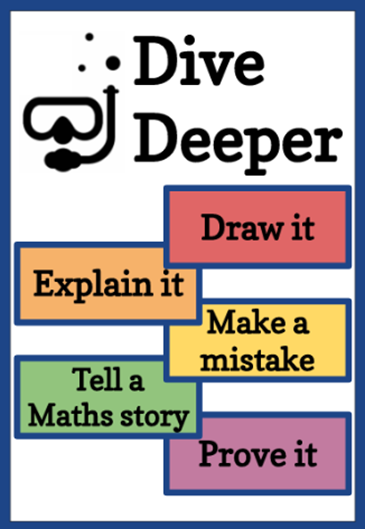 Dive
Deeper
Draw it
Explain it
Make a
mistake
Tell a
Maths story
Prove it